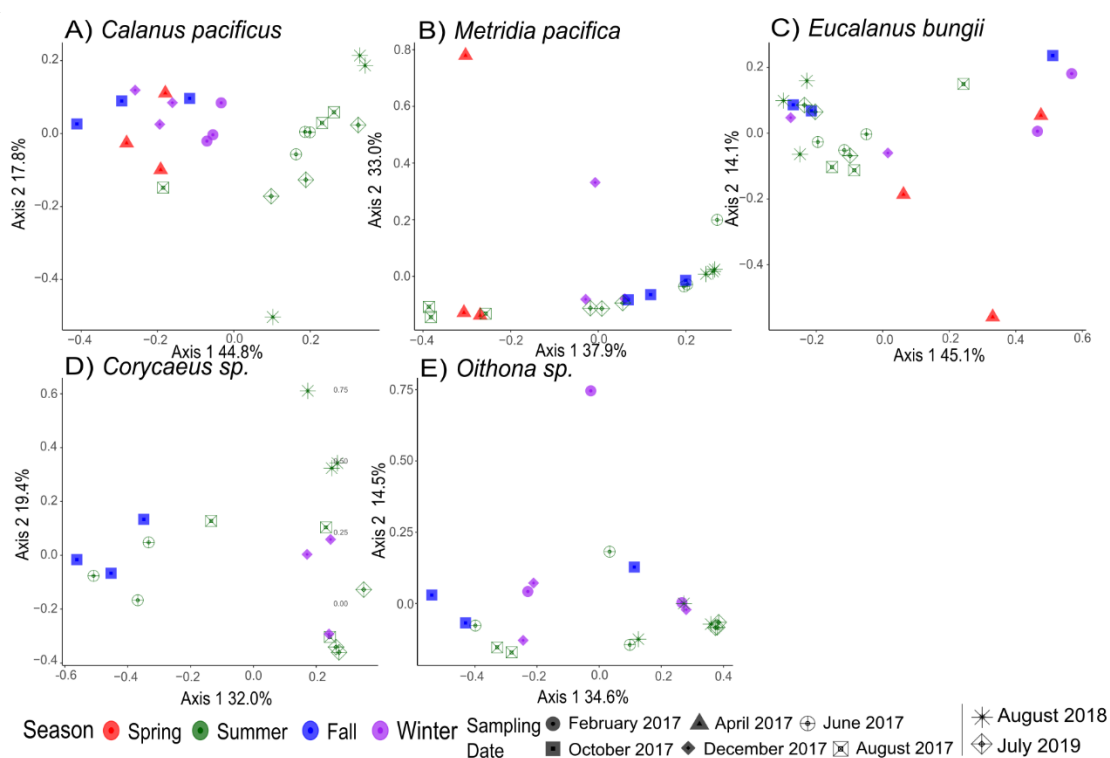 A) Calanus pacificus
0.2
0.0
−0.2
−0.4
Axis 2 17.8%
−0.4
−0.2
0.0
0.2
Axis 1 44.8%
B) Metridia pacifica
0.8
0.6
0.4
0.2
0.0
Axis 2 33.0%
−0.4
−0.2
0.0
0.2
Axis 1 37.9%
C) Eucalanus bungii
0.2
0.0
−0.2
−0.4
Axis 2 14.1%
−0.2
0.0
0.2
0.4
0.6
Axis 1 45.1%
D) Corycaeus sp.
0.6
0.4
0.2
0.0
−0.2
−0.4
Axis 2 19.4%
0.75
0.50
0.25
0.00
−0.6
−0.4
−0.2
0.0
0.2
Axis 1 32.0%
E) Oithona sp.
0.75
0.50
0.25
0.0
Axis 2 14.5%
−0.4
−0.2
0.0
0.2
0.4
Axis 1 34.6%
Season Spring Summer Fall Winter
Sampling Date
February 2017 April 2017 June 2017
October 2017 December 2017 August 2017
August 2018
July 2019